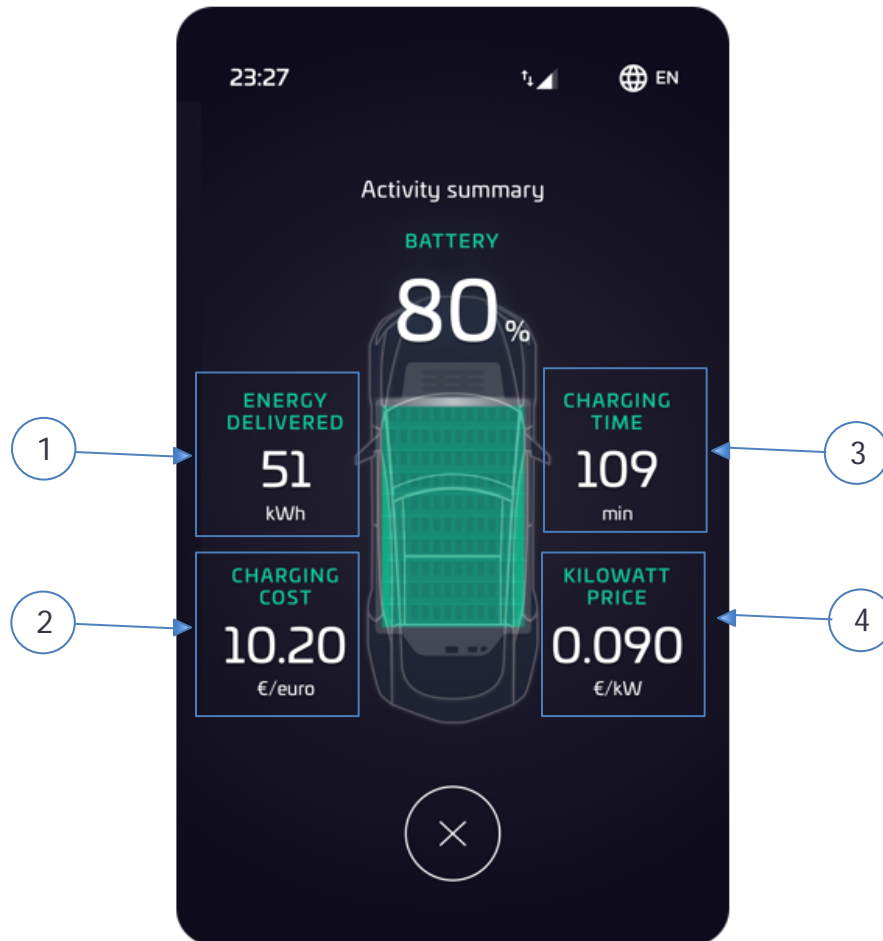 23:27
EN
Activity summary
BATTERY
80%
1
ENERGY
DELIVERED
51
kWh
CHARGING
TIME
109
min
3
2
CHARGING
COST
10.20
€/euro
KILOWATT
PRICE
0.090
€/kW
4